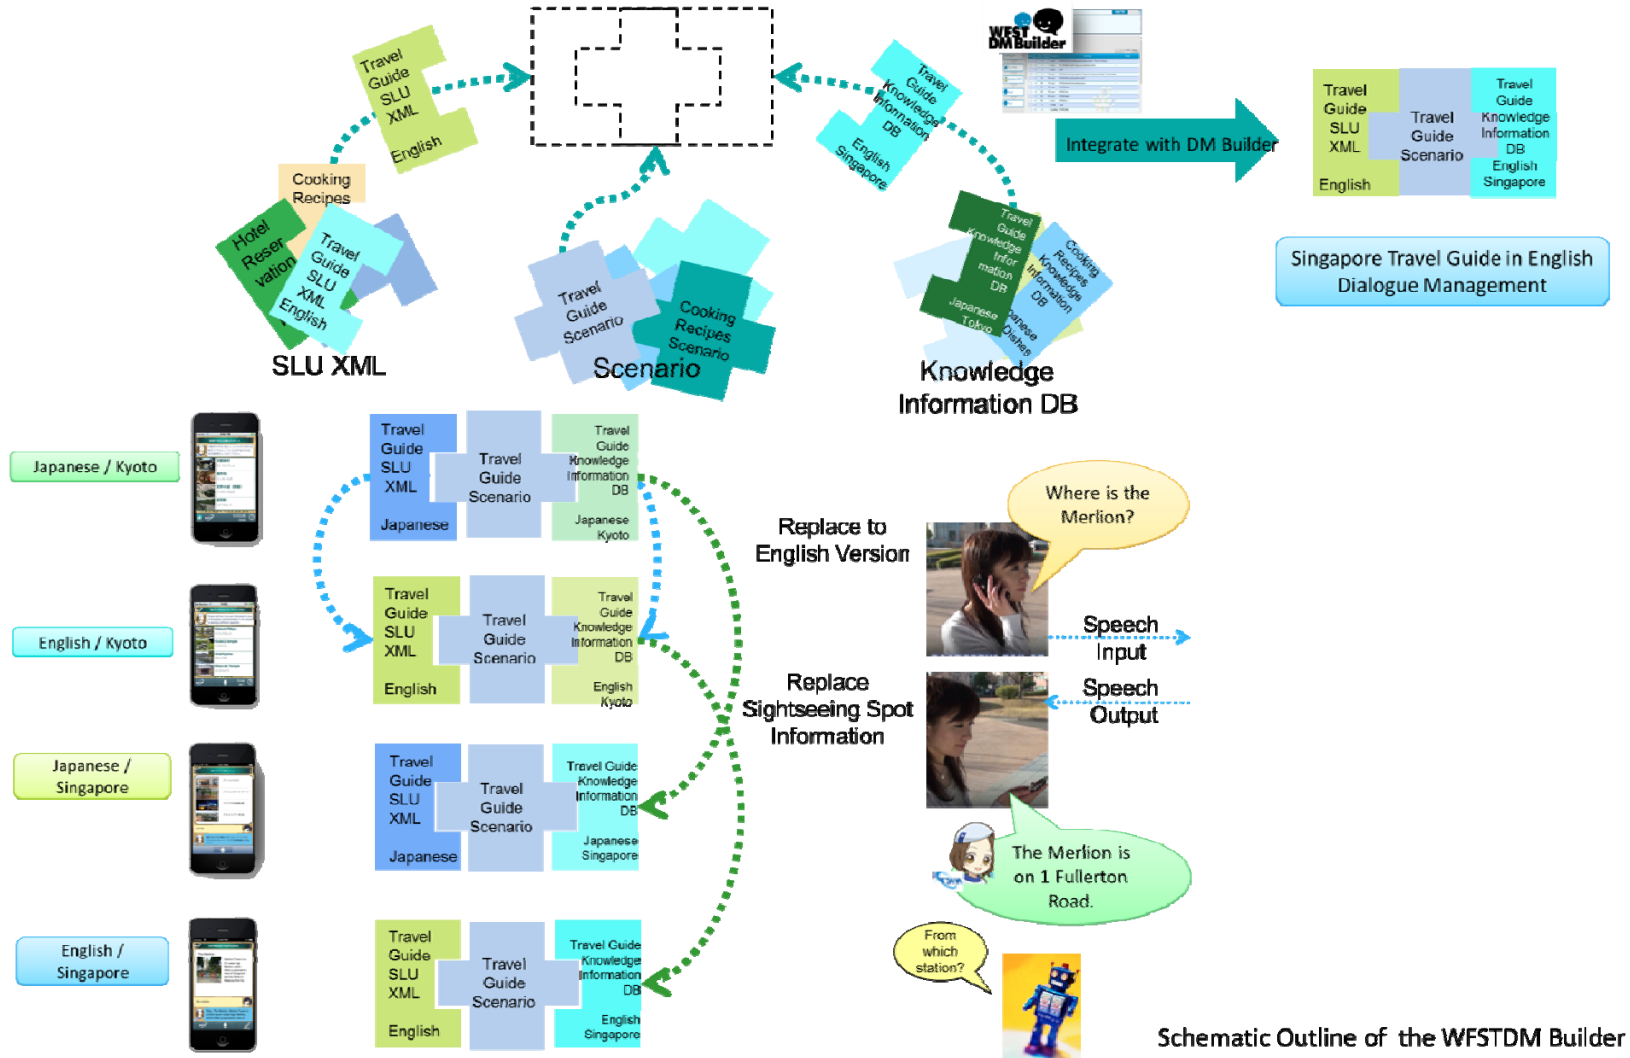 Travel
Guide
SLU
XML
English
Cooking
Recipes
Hotel
Reser
vation
Travel
Guide
SLU
XML
English
SLU XML
Travel
Guide
Scenario
Cooking
Recipes
Scenario
Scenario
Travel
Guide
Knowledge
Information
DB
English
Singapore
WFST
DM Builder
Travel
Guide
Knowledge
Infor
mation
DB
Japanese
Tokyo
Cooking
Recipes
Knowledge
Information
DB
Japanese
Dishes
Knowledge
Information DB
Integrate with DM Builder
Travel
Guide
SLU
XML
English
Travel
Guide
Scenario
Travel
Guide
Knowledge
Information
DB
English
Singapore
Singapore Travel Guide in English
Dialogue Management
Japanese / Kyoto
Travel
Guide
SLU
XML
Japanese
Travel
Guide
Scenario
Travel
Guide
Knowledge
Information
DB
Japanese
Kyoto
English / Kyoto
Travel
Guide
SLU
XML
English
Travel
Guide
Scenario
Travel
Guide
Knowledge
Information
DB
English
Kyoto
Japanese /
Singapore
Travel
Guide
SLU
XML
Japanese
Travel
Guide
Scenario
Travel Guide
Knowledge
Information
DB
Japanese
Singapore
English /
Singapore
Travel
Guide
SLU
XML
English
Travel
Guide
Scenario
Travel Guide
Knowledge
Information
DB
English
Singapore
Replace to
English Version
Replace
Sightseeing Spot
Information
Where is the
Merlion?
Speech
Input
Speech
Output
The Merlion is
on 1 Fullerton
Road.
From
which
station?
Schematic Outline of the WFSTDM Builder